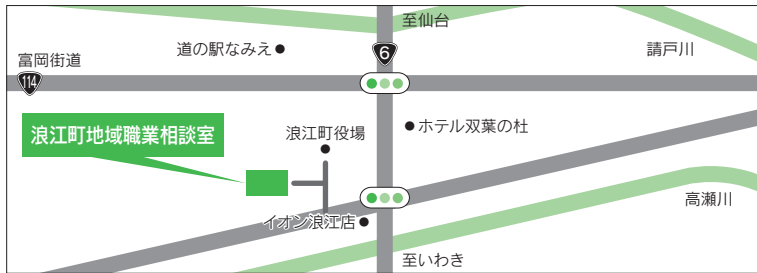 至仙台
道の駅なみえ
6
請戸川
富岡街道
114
浪江町地域職業相談室
浪江町役場
ホテル双葉の杜
高瀬川
イオン浪江店
至いわき